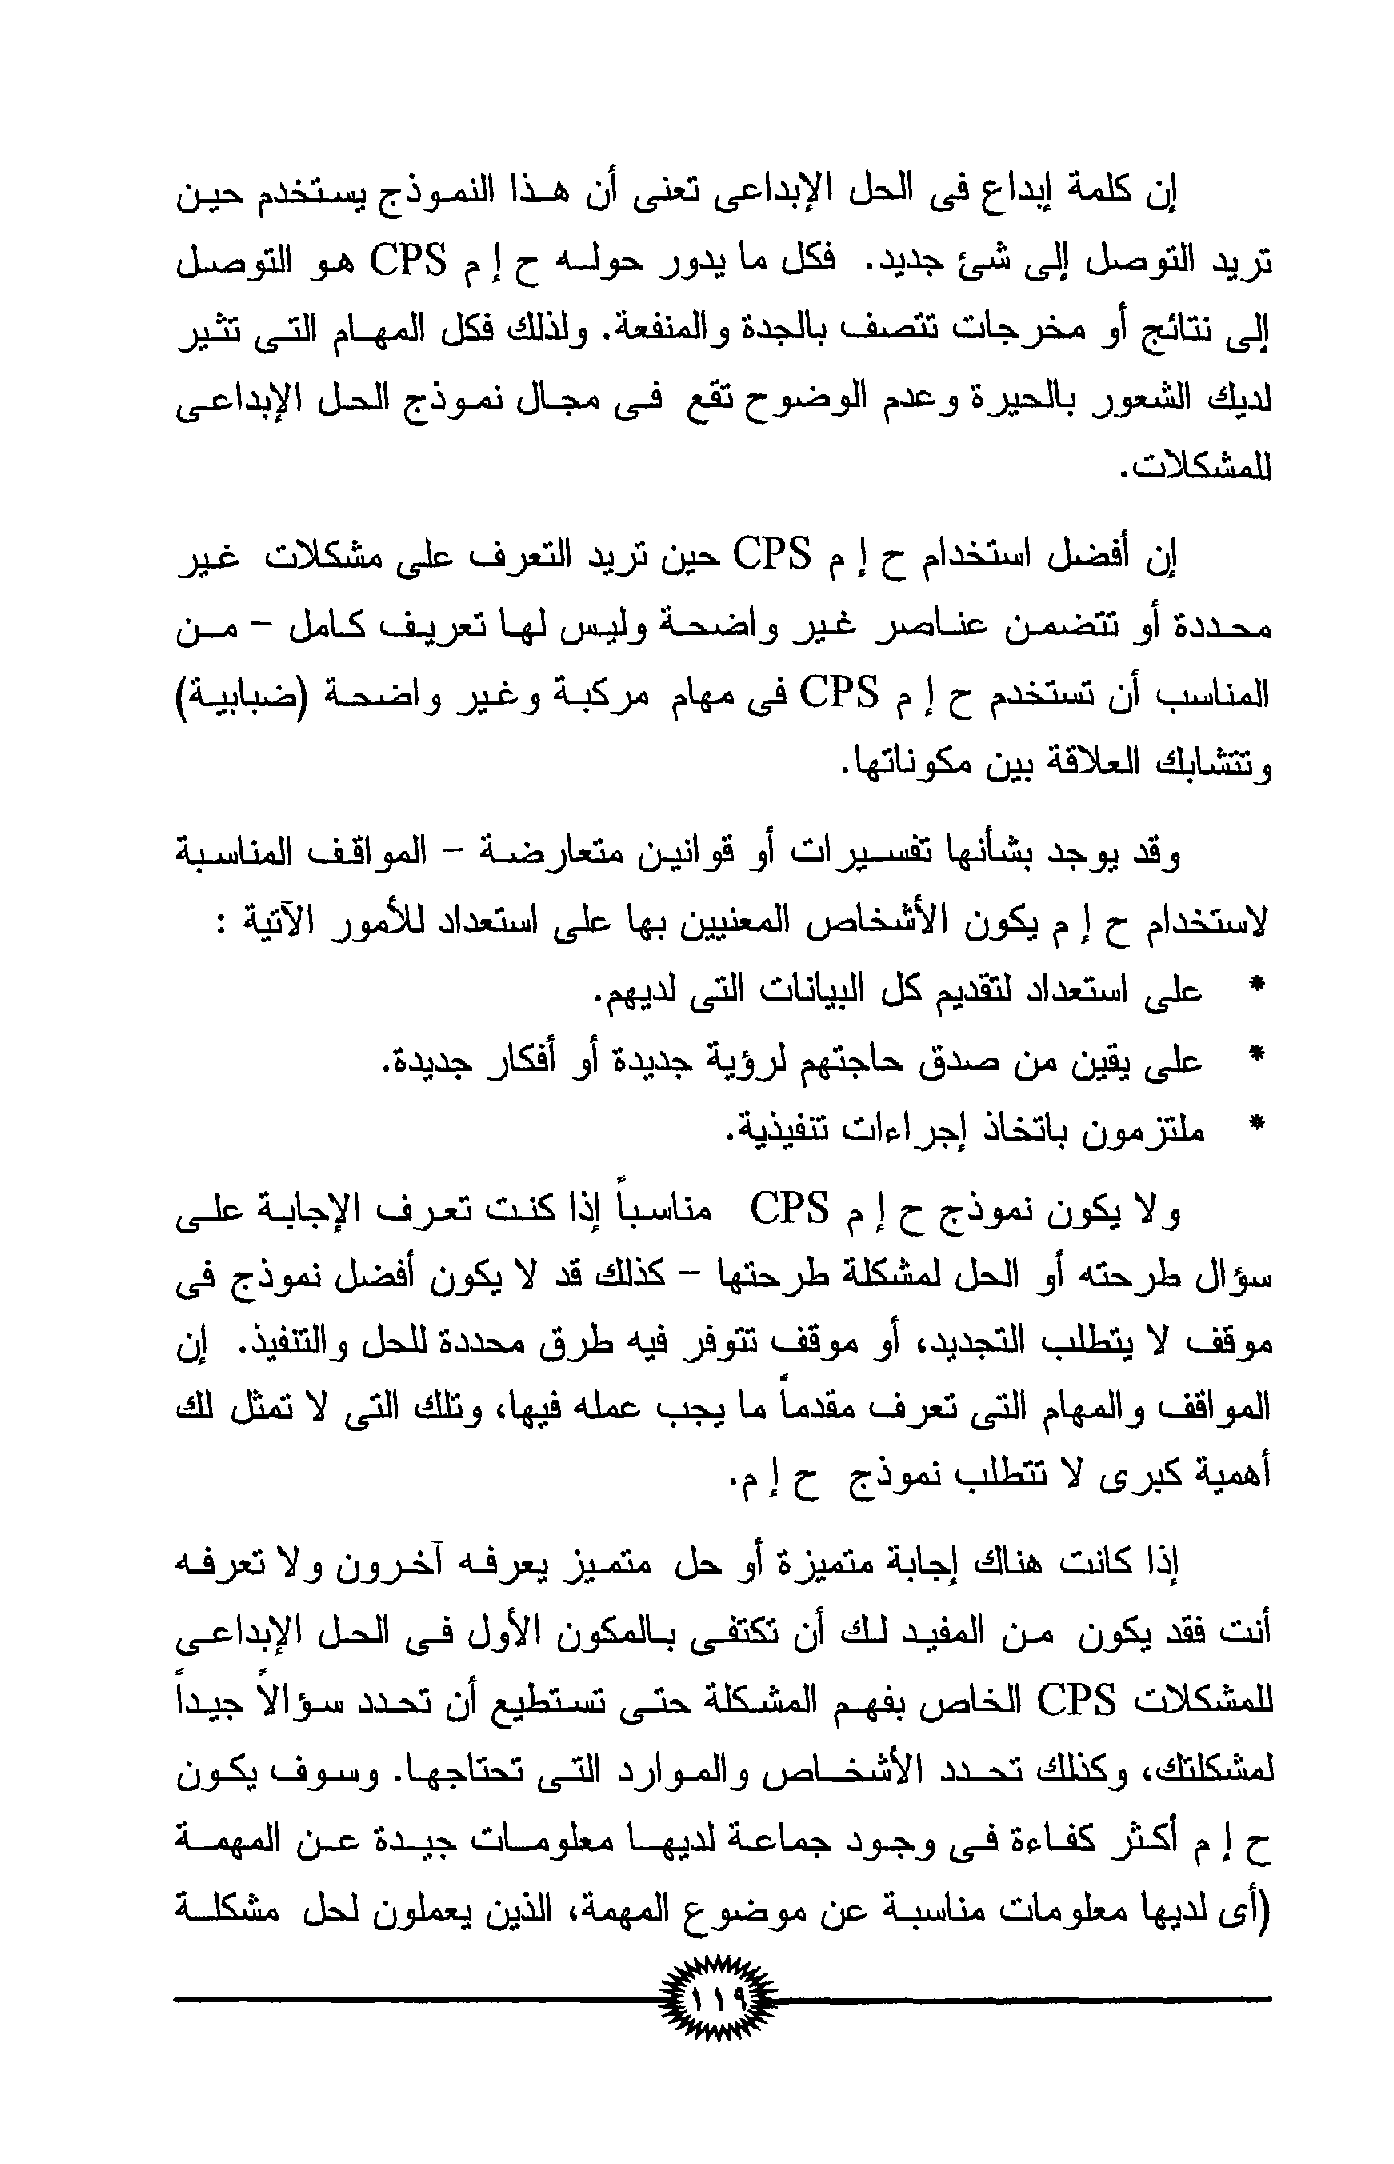 إن كلمة إبداع فى الحل الإبداعى تعنى أن هذا النموذج يستخدم حين
تريد التوصل إلى شئ جديد. فكل ما يدور حوله ح إ م CPS هو التوصل
إلى نتائج أو مخرجات تتصف بالجدة والمنفعة. ولذلك فكل المهام التى تثير
لديك الشعور بالحيرة وعدم الوضوح تقع فى مجال نموذج الحل الإبداعى
للمشكلات.
إن أفضل استخدام ح إ م CPS حين تريد التعرف على مشكلات غير
محددة أو تتضمن عناصر غير واضحة وليس لها تعريف كامل – من
المناسب أن تستخدم ح إ م CPS فى مهام مركبة وغير واضحة (ضبابية)
وتتشابك العلاقة بين مكوناتها.
وقد يوجد بشأنها تفسيرات أو قوانين متعارضة – المواقف المناسبة
لاستخدام ح إ م يكون الأشخاص المعنيين بها على استعداد للأمور الآتية :
* على استعداد لتقديم كل البيانات التى لديهم.
* على يقين من صدق حاجتهم لرؤية جديدة أو أفكار جديدة.
* ملتزمون باتخاذ إجراءات تنفيذية.
ولا يكون نموذج ح إ م CPS مناسباً إذا كنت تعرف الإجابة على
سؤال طرحته أو الحل لمشكلة طرحتها – كذلك قد لا يكون أفضل نموذج فى
موقف لا يتطلب التجديد، أو موقف تتوفر فيه طرق محددة للحل والتنفيذ. إن
المواقف والمهام التى تعرف مقدماً ما يجب عمله فيها، وتلك التى لا تمثل لك
أهمية كبرى لا تتطلب نموذج ح إ م.
إذا كانت هناك إجابة متميزة أو حل متميز يعرفه آخرون ولا تعرفه
أنت فقد يكون من المفيد لك أن تكتفى بالمكون الأول فى الحل الإبداعى
للمشكلات CPS الخاص بفهم المشكلة حتى تستطيع أن تحدد سؤالاً جيداً
لمشكلتك، وكذلك تحدد الأشخاص والموارد التى تحتاجها. وسوف يكون
ح إ م أكثر كفاءة فى وجود جماعة لديها معلومات جيدة عن المهمة
(أى لديها معلومات مناسبة عن موضوع المهمة، الذين يعملون لحل مشكلة
١١٩